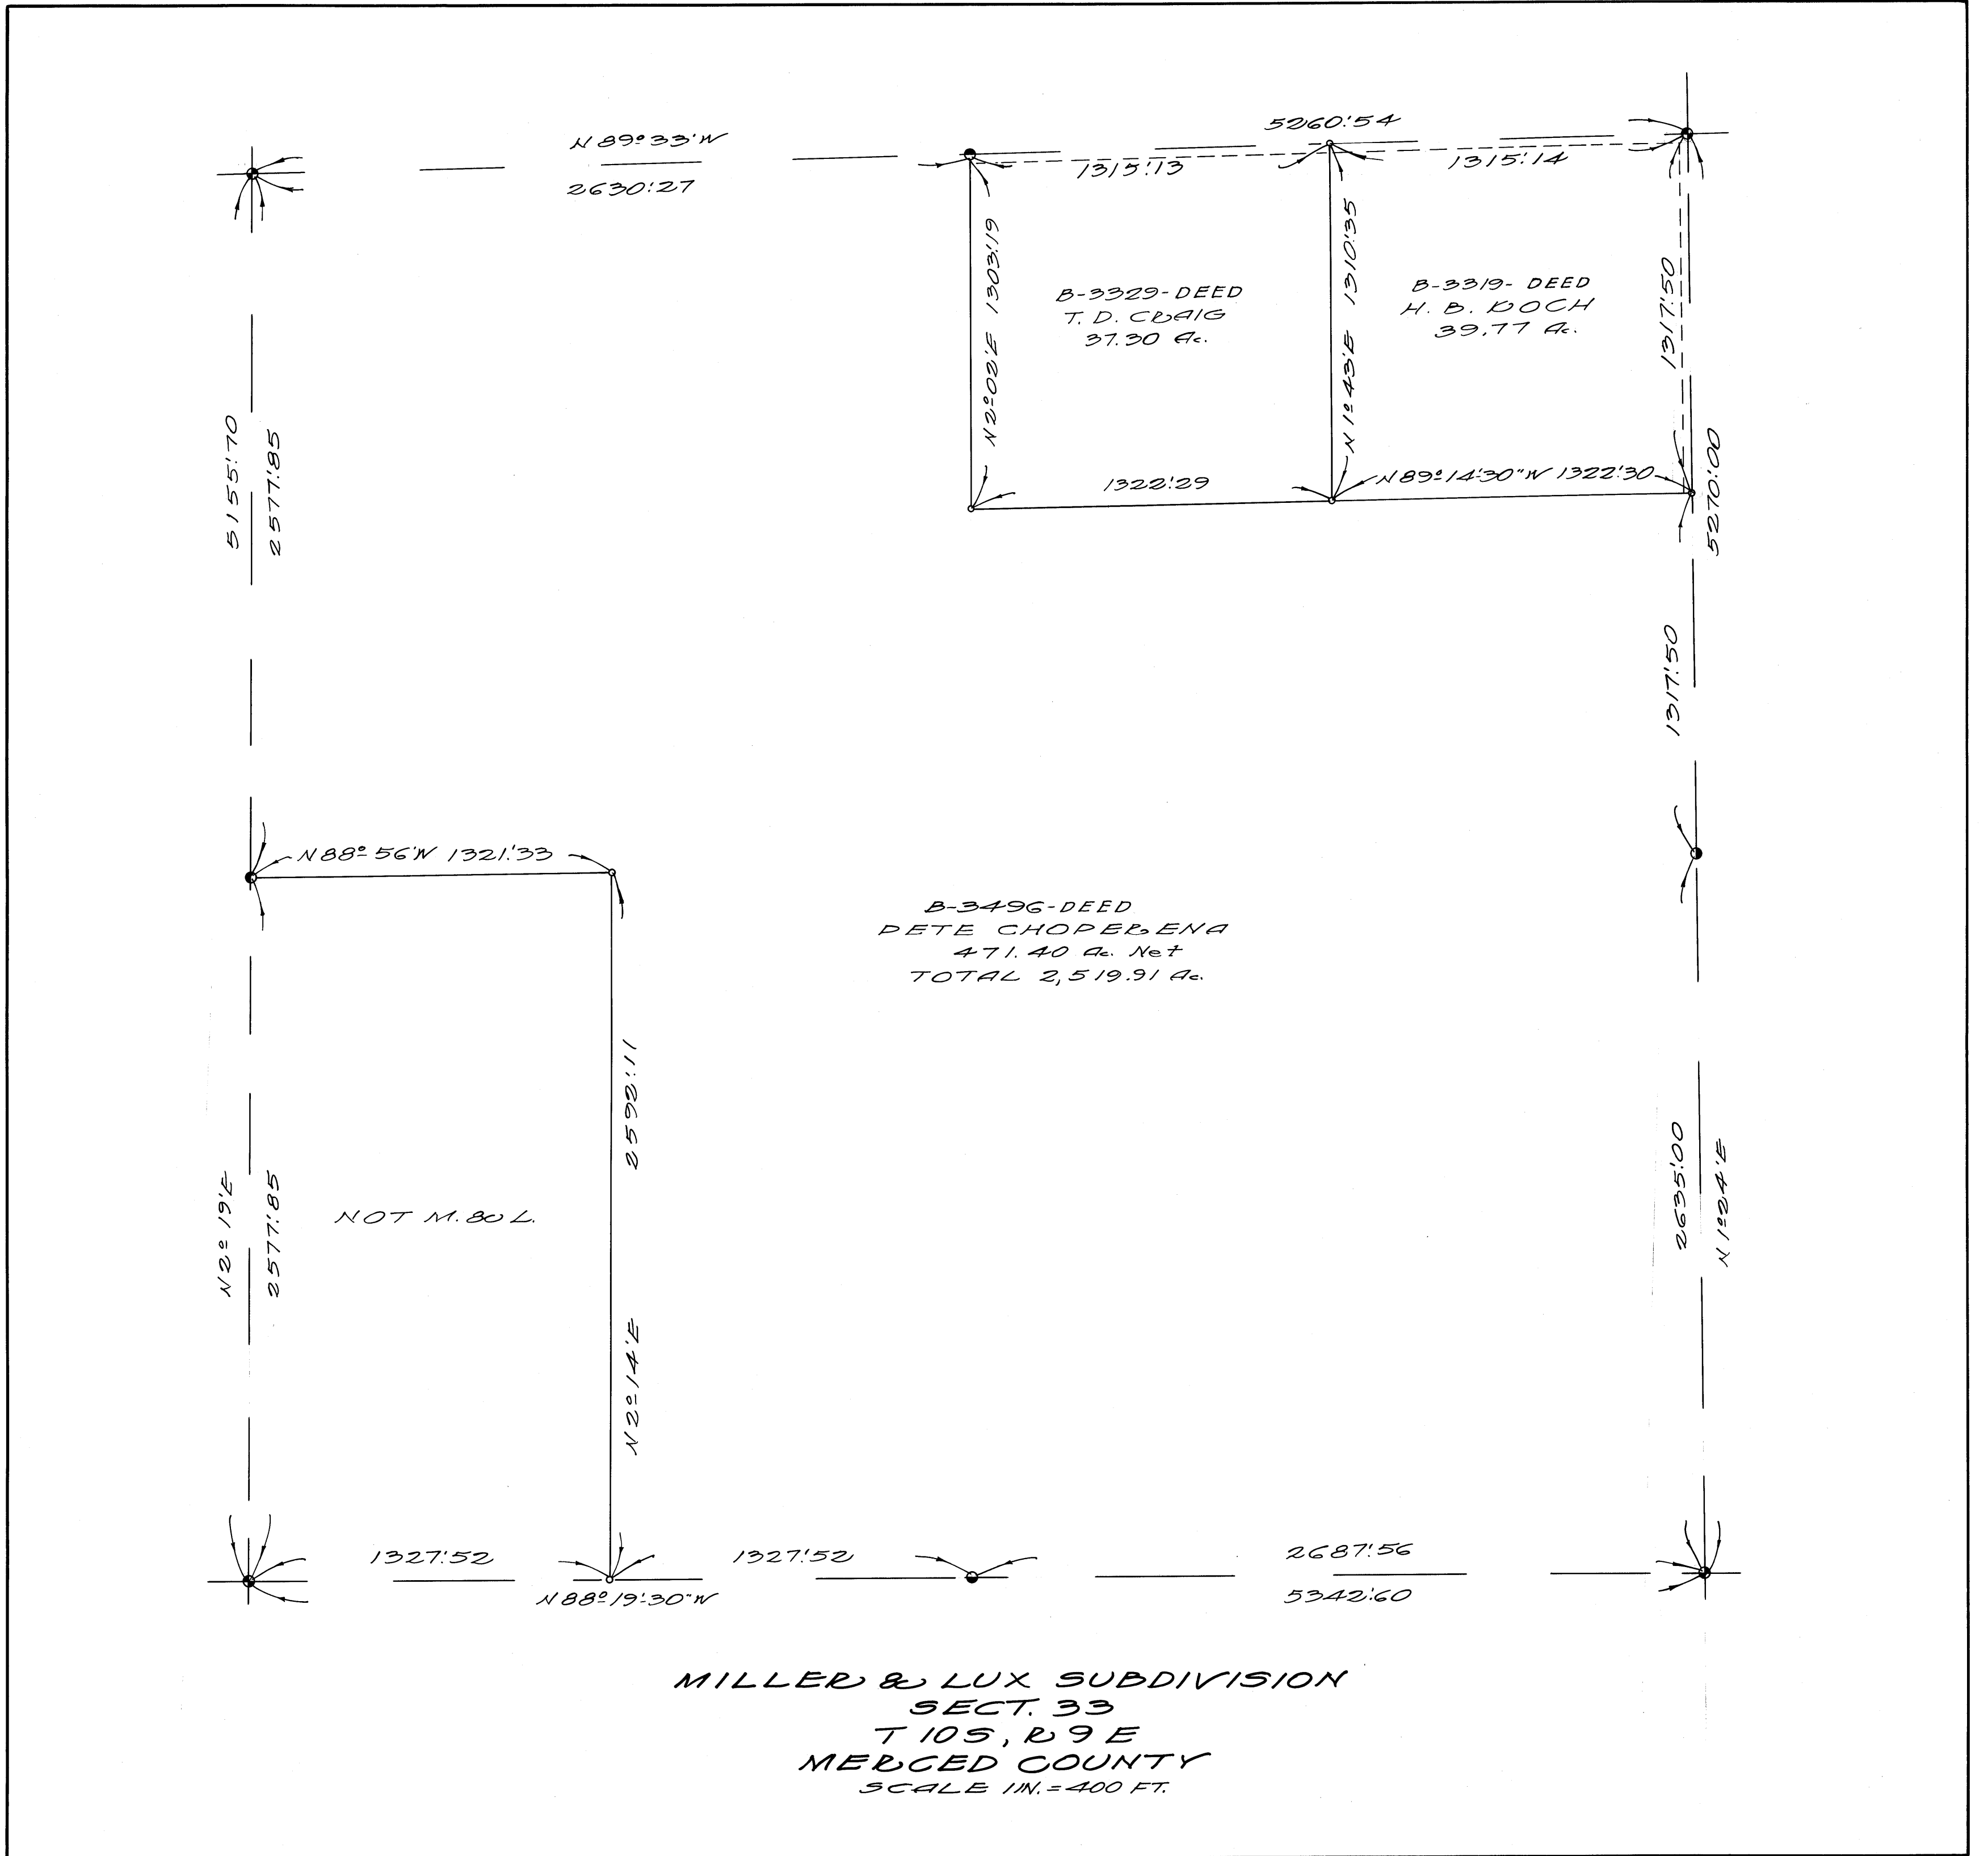 N 89° 33' W
2630.'27
5260.'54
1315.'13
1315.'14
N 2° 02' E 1303.'19
B-3329-DEED
T. D. CRAIG
37.30 Ac.
N 1° 43' E 1310.'35
B-3319- DEED
H. B. KOCH
39.77 Ac.
1317.'50
5155.'70
2577.'85
1322.'29
N 89° 14' 30" W 1322.'30
5270.'00
1317.'50
N 88° 56' W 1321.'33
B-3496-DEED
PETE CHOPERENA
471.40 Ac. Net
TOTAL 2,519.91 Ac.
2592.'11
N 2° 19' E
2577.'85
NOT M. & L.
N 2° 14' E
2635.'00
N 1° 24' E
1327.'52
N 88° 19' 30" W
1327.'52
2687.'56
5342.'60
MILLER & LUX SUBDIVISION
SECT. 33
T 10 S, R 9 E
MERCED COUNTY
SCALE 1 IN. = 400 FT.